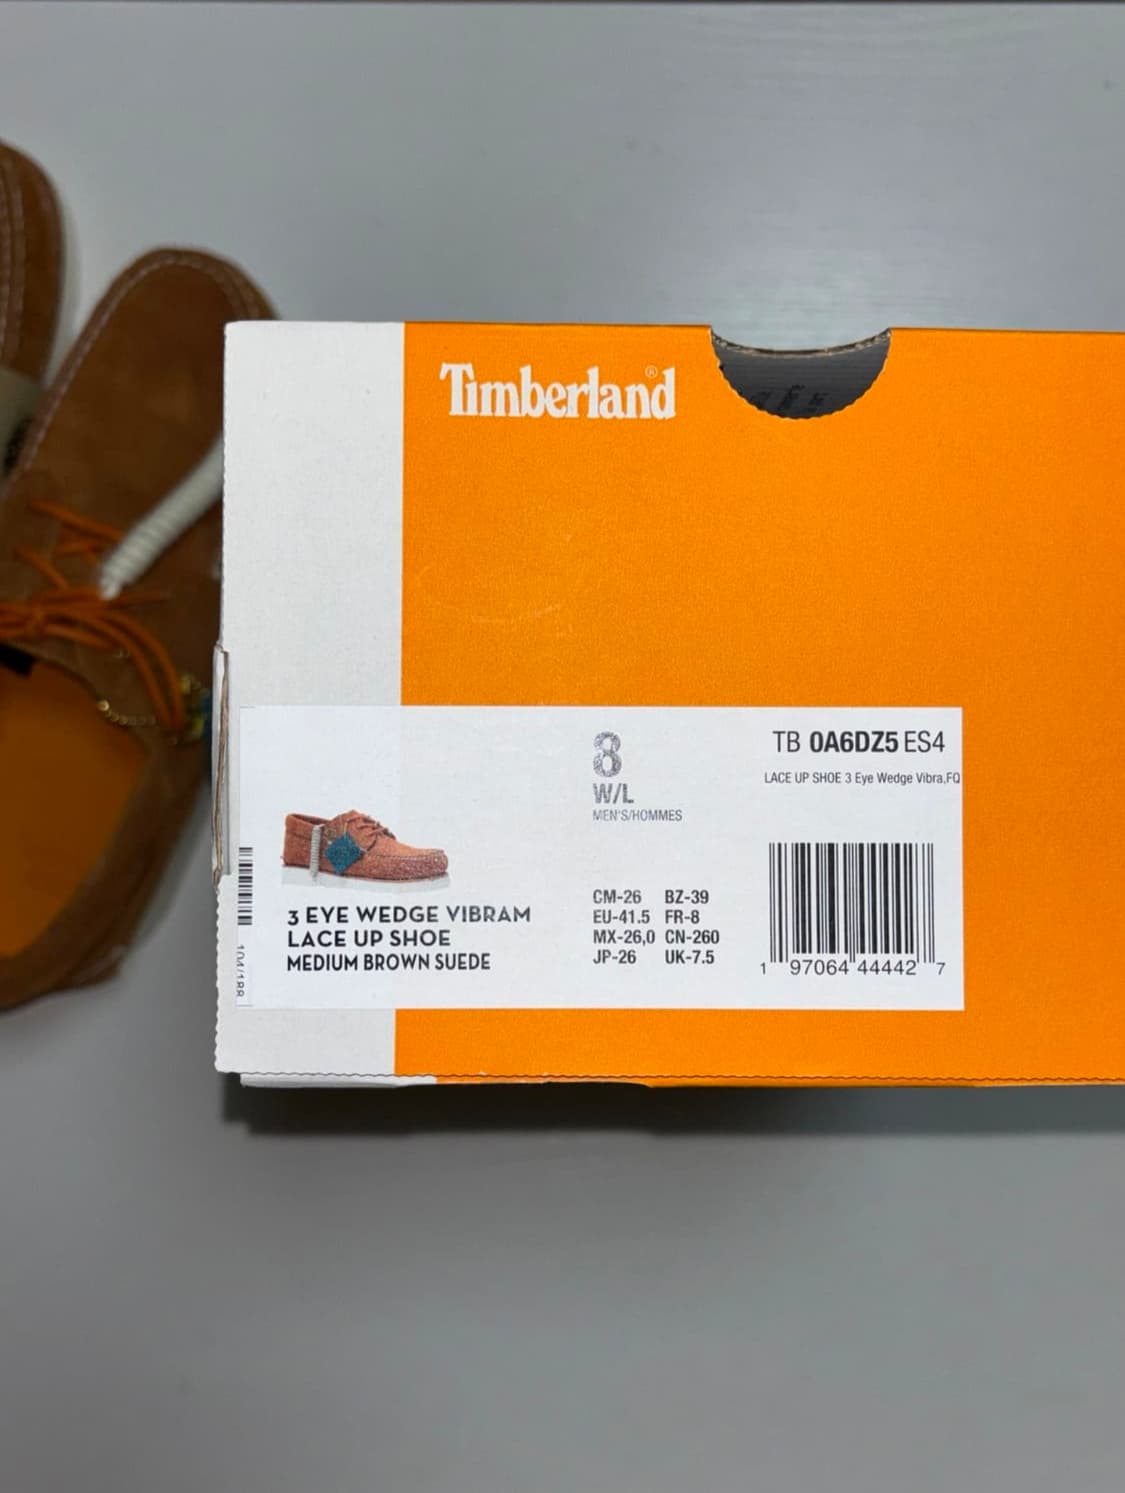 Timberland®
8
W/L
MEN'S/HOMMES
TB 0A6DZ5 ES4
LACE UP SHOE 3 Eye Wedge Vibra,FQ
3 EYE WEDGE VIBRAM
LACE UP SHOE
MEDIUM BROWN SUEDE
CM-26 BZ-39
EU-41.5 FR-8
MX-26,0 CN-260
JP-26 UK-7.5
1 97064 44442 7